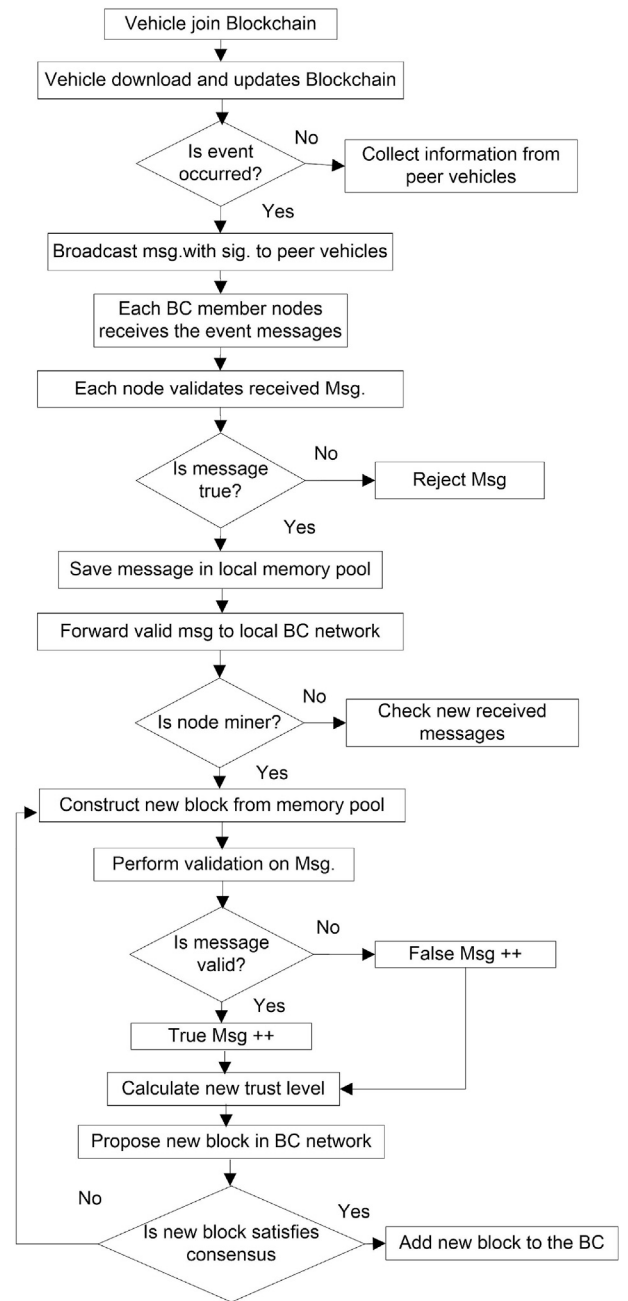 Vehicle join Blockchain
Vehicle download and updates Blockchain
Is event
occurred?
No
Collect information from
peer vehicles
Yes
Broadcast msg.with sig. to peer vehicles
Each BC member nodes
receives the event messages
Each node validates received Msg.
Is message
true?
No
Reject Msg
Yes
Save message in local memory pool
Forward valid msg to local BC network
Is node miner?
No
Check new received
messages
Yes
Construct new block from memory pool
Perform validation on Msg.
Is message
valid?
No
False Msg ++
Yes
True Msg ++
Calculate new trust level
Propose new block in BC network
No
Is new block satisfies
consensus
Yes
Add new block to the BC